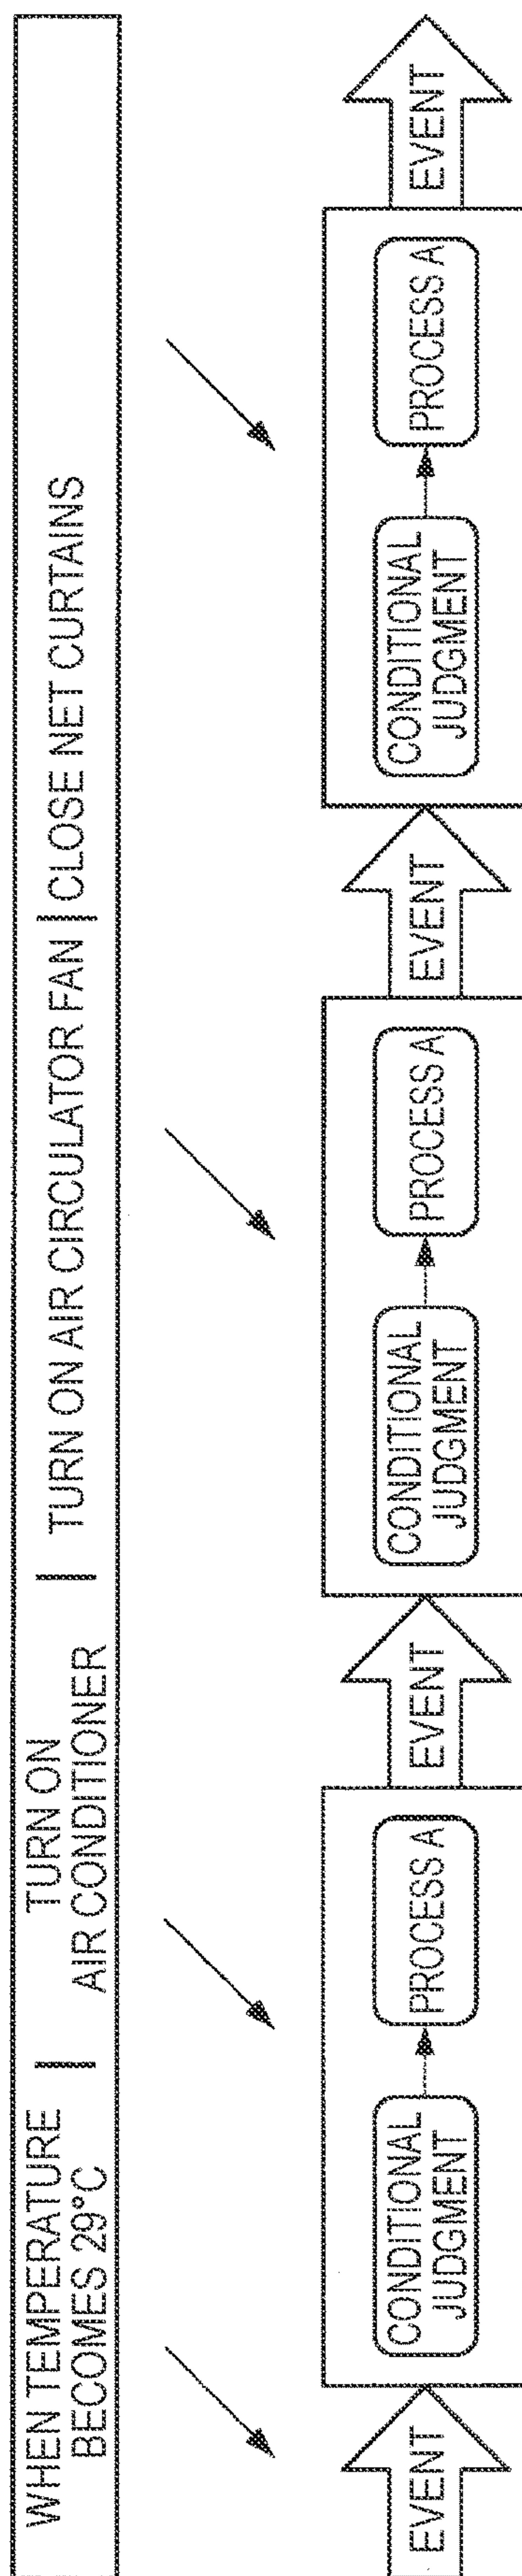 WHEN TEMPERATURE
BECOMES 29°C
|
TURN ON
AIR CONDITIONER
|
TURN ON AIR CIRCULATOR FAN
|
CLOSE NET CURTAINS
EVENT
CONDITIONAL
JUDGMENT
PROCESS A
EVENT
CONDITIONAL
JUDGMENT
PROCESS A
EVENT
CONDITIONAL
JUDGMENT
PROCESS A
EVENT